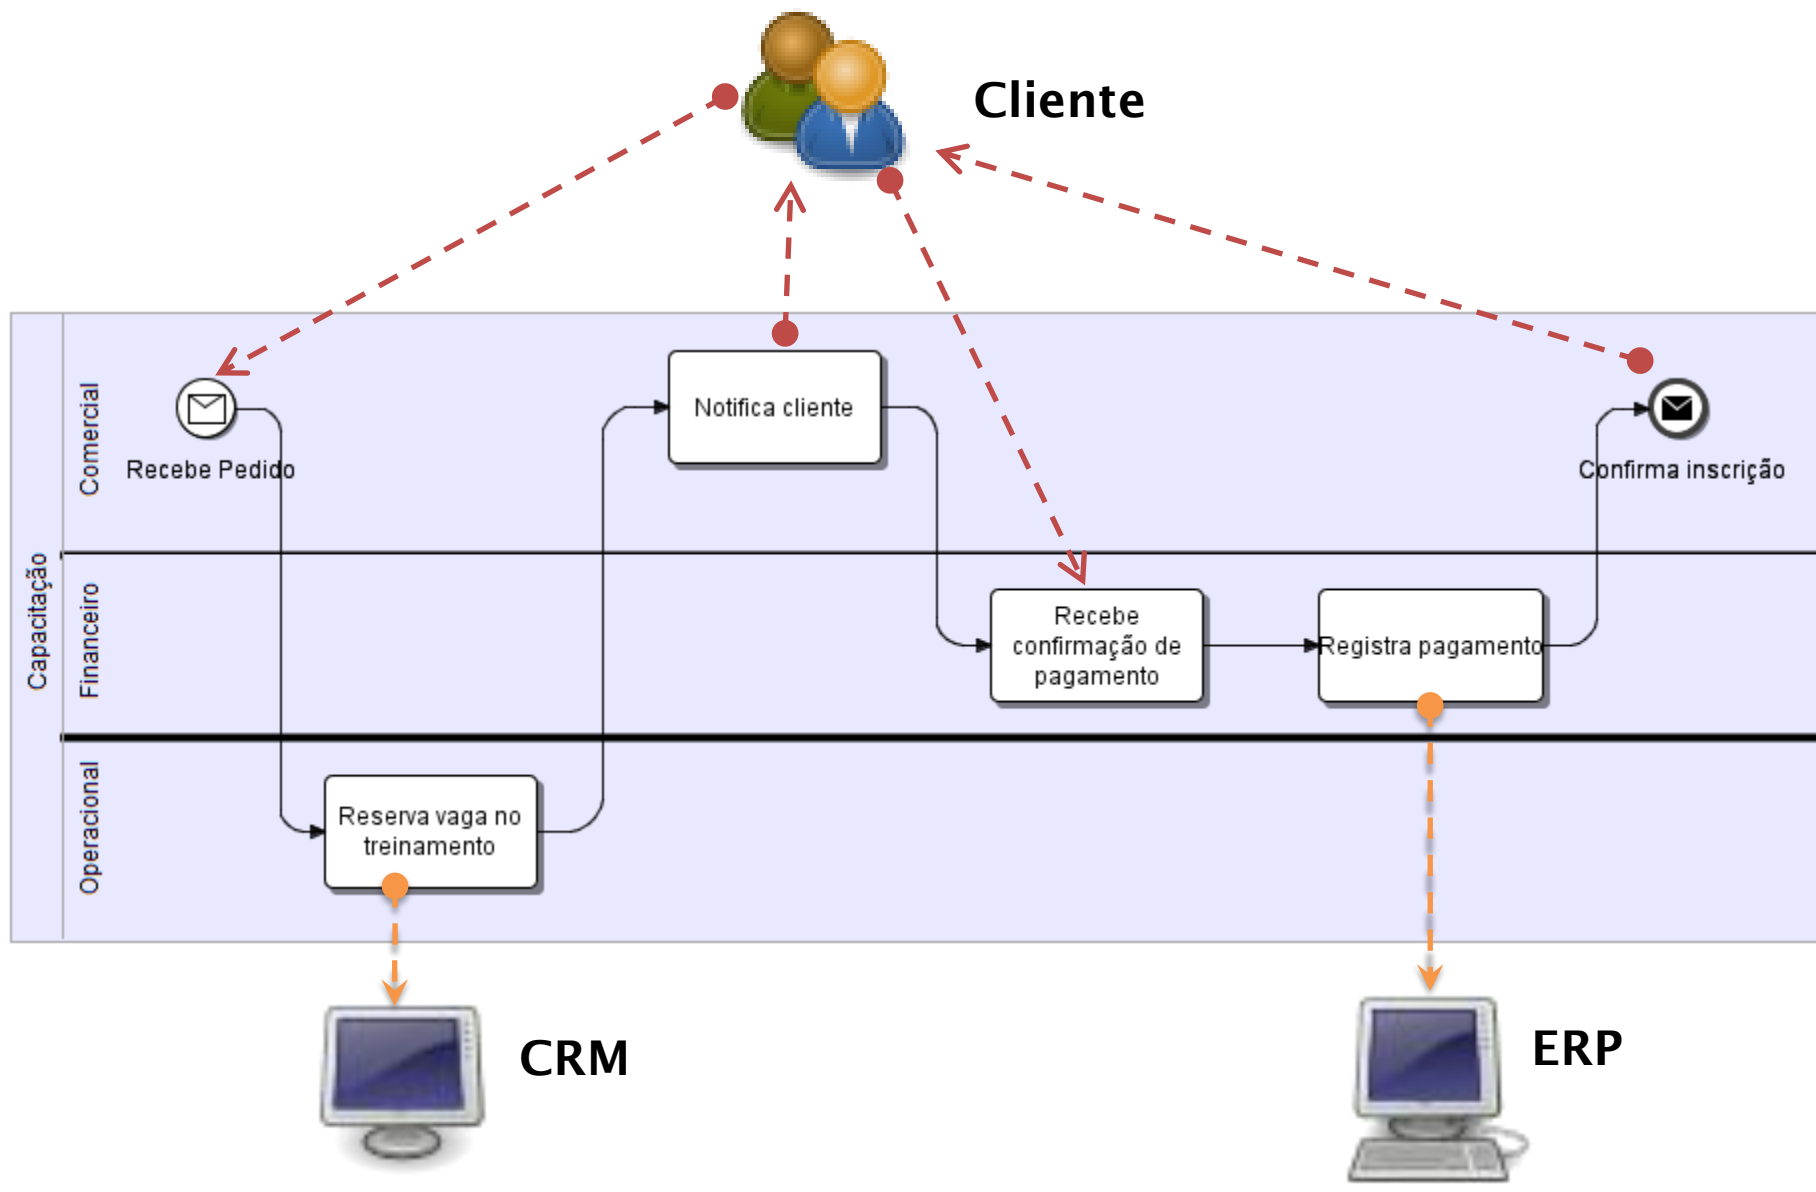 Cliente
Capacitação
Comercial
Recebe Pedido
Notifica cliente
Confirma inscrição
Financeiro
Recebe
confirmação de
pagamento
Registra pagamento
Operacional
Reserva vaga no
treinamento
CRM
ERP